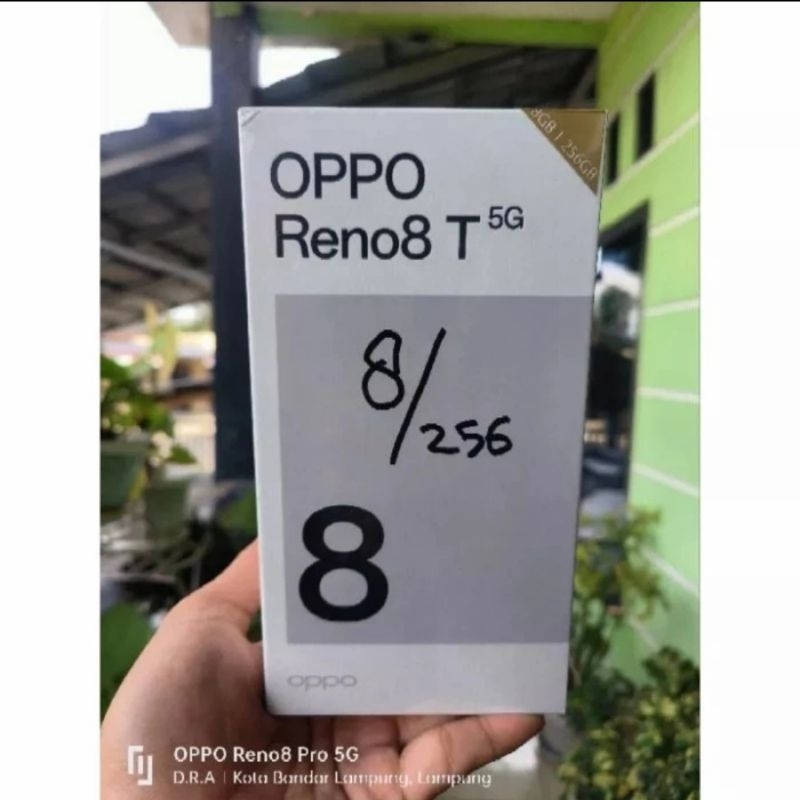 8GB | 256GB
OPPO
Reno8 T 5G
8/256
8
oppo
OPPO Reno8 Pro 5G
D.R.A | Kota Bandar Lampung, Lampung